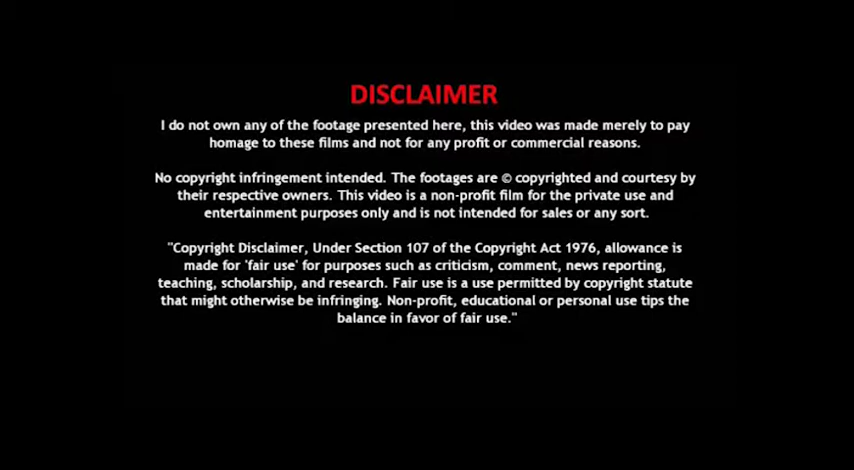 DISCLAIMER
I do not own any of the footage presented here, this video was made merely to pay
homage to these films and not for any profit or commercial reasons.
No copyright infringement intended. The footages are © copyrighted and courtesy by
their respective owners. This video is a non-profit film for the private use and
entertainment purposes only and is not intended for sales or any sort.
"Copyright Disclaimer, Under Section 107 of the Copyright Act 1976, allowance is
made for 'fair use' for purposes such as criticism, comment, news reporting,
teaching, scholarship, and research. Fair use is a use permitted by copyright statute
that might otherwise be infringing. Non-profit, educational or personal use tips the
balance in favor of fair use."